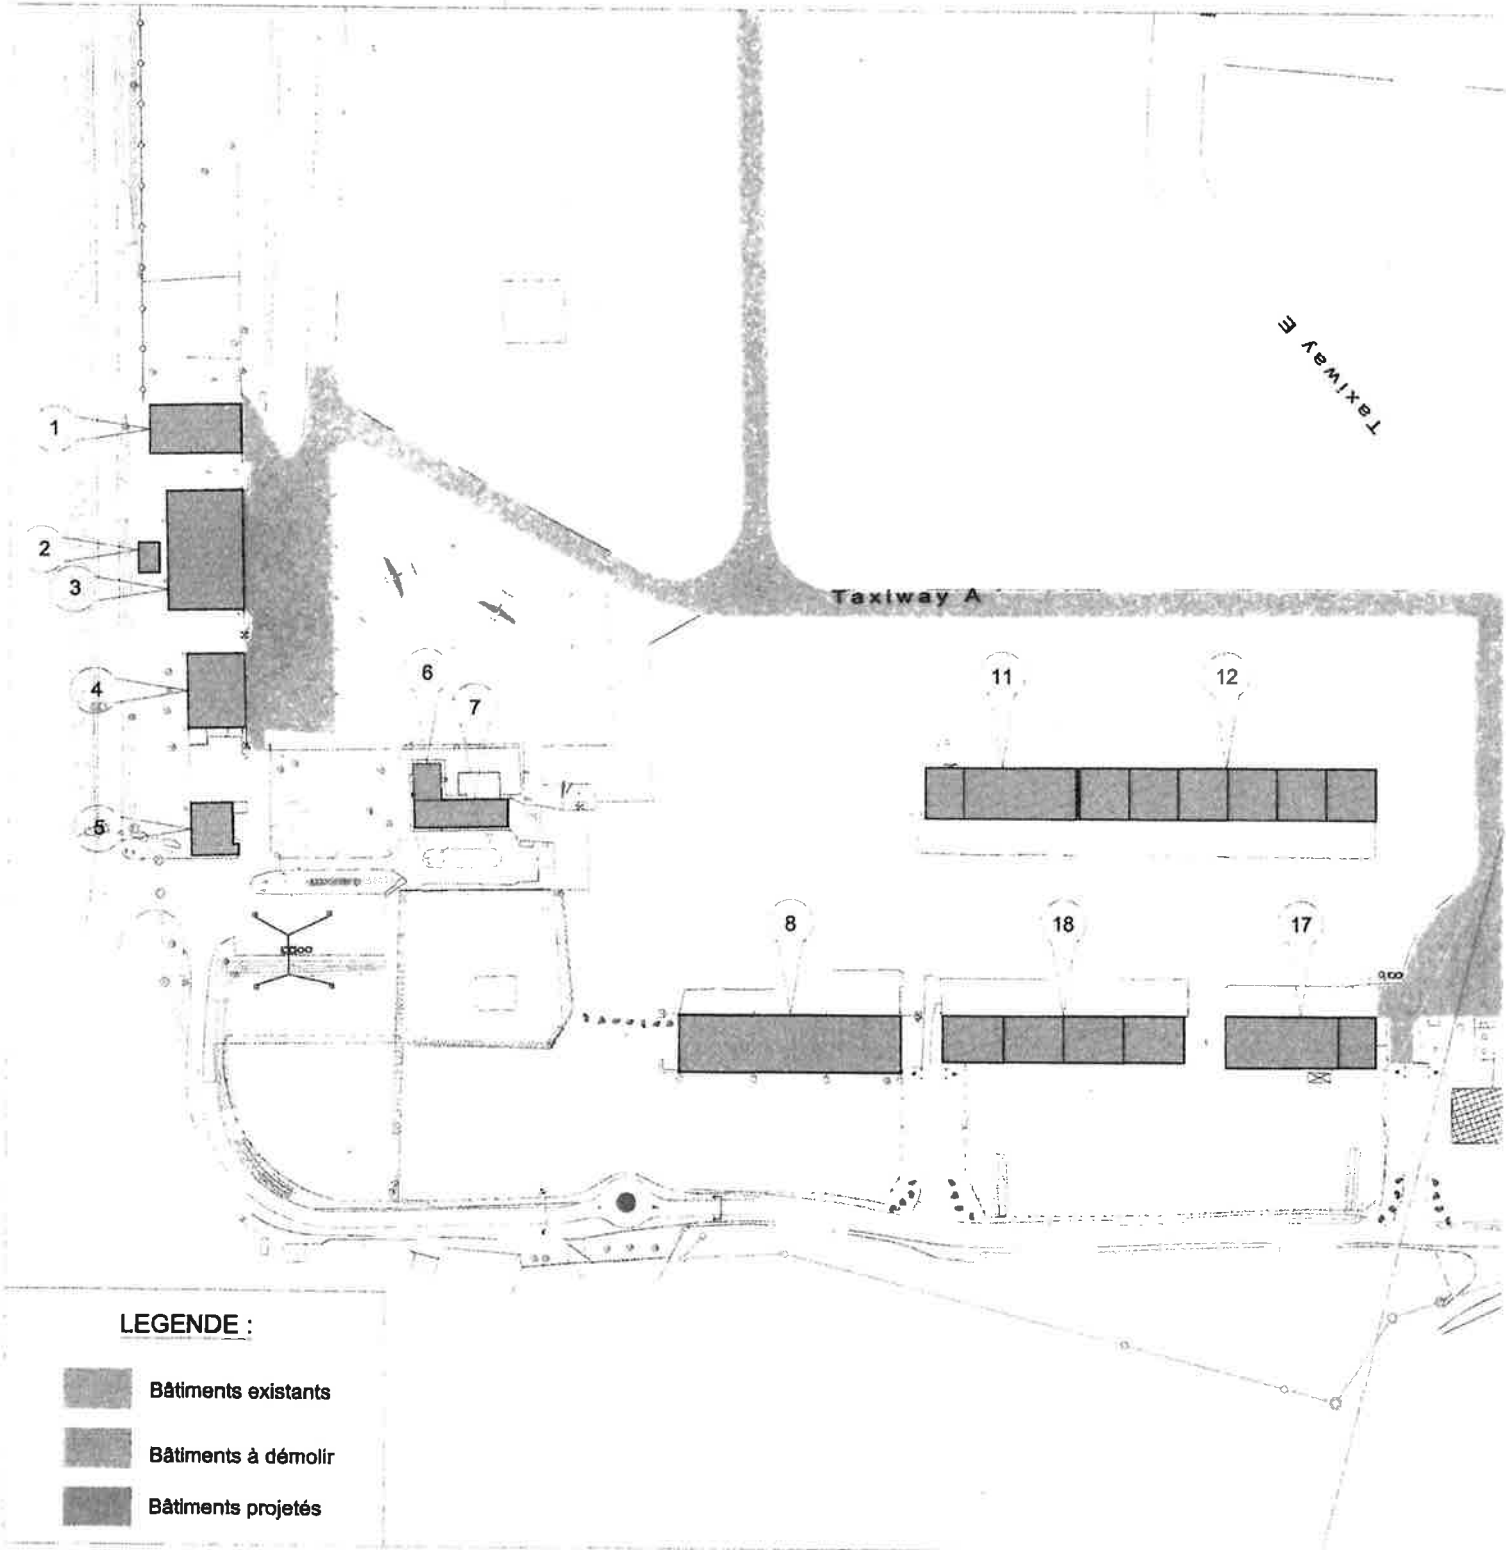 Taxiway E
1
2
3
Taxiway A
4
6
7
11
12
5
8
18
17
LEGENDE :
Bâtiments existants
Bâtiments à démolir
Bâtiments projetés